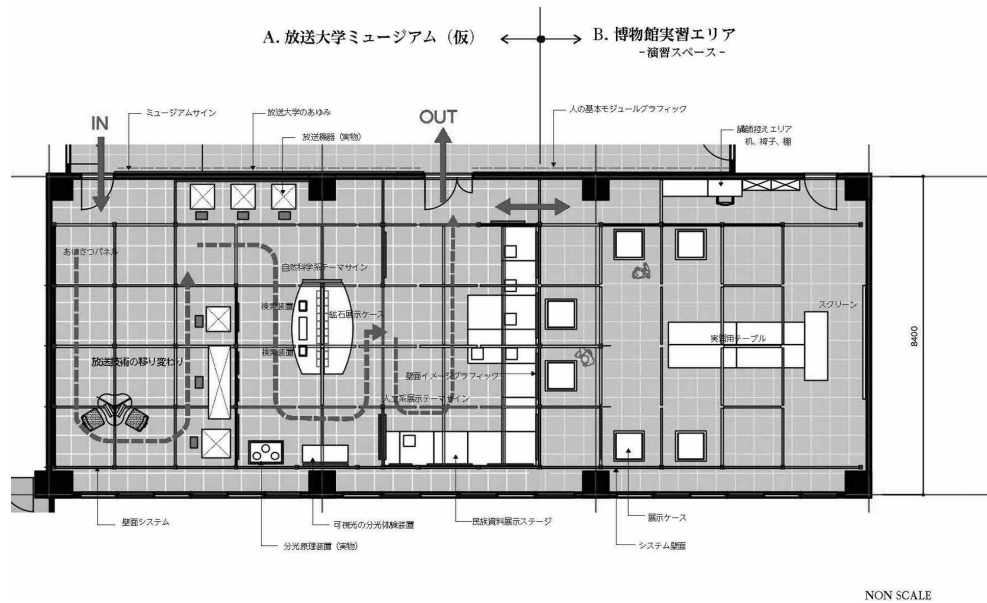 A. 放送大学ミュージアム（仮）
B. 博物館実習エリア
- 演習スペース -
IN
ミュージアムサイン
放送大学のあゆみ
放送機器（実物）
OUT
人の基本モジュールグラフィック
講師控えエリア
机、椅子、棚
あいさつパネル
自然科学系テーマサイン
検索装置
鉱石展示ケース
検索装置
放送技術の移り変わり
壁面イメージグラフィック
人文系展示テーマサイン
スクリーン
実習用テーブル
8400
壁面システム
分光原理装置（実物）
可視光の分光体験装置
民族資料展示ステージ
展示ケース
システム壁面
NON SCALE